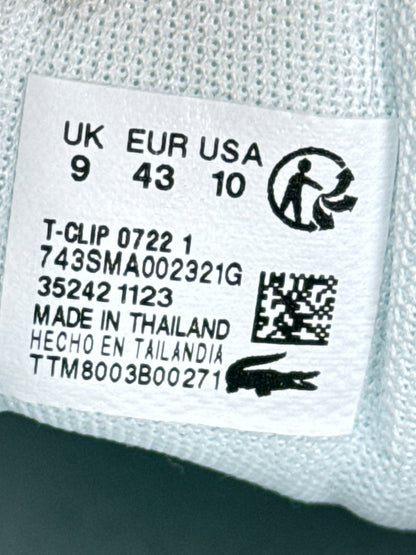 UK EUR USA
9 43 10
T-CLIP 0722 1
743SMA002321G
35242 1123
MADE IN THAILAND
HECHO EN TAILANDIA
TTM8003B00271